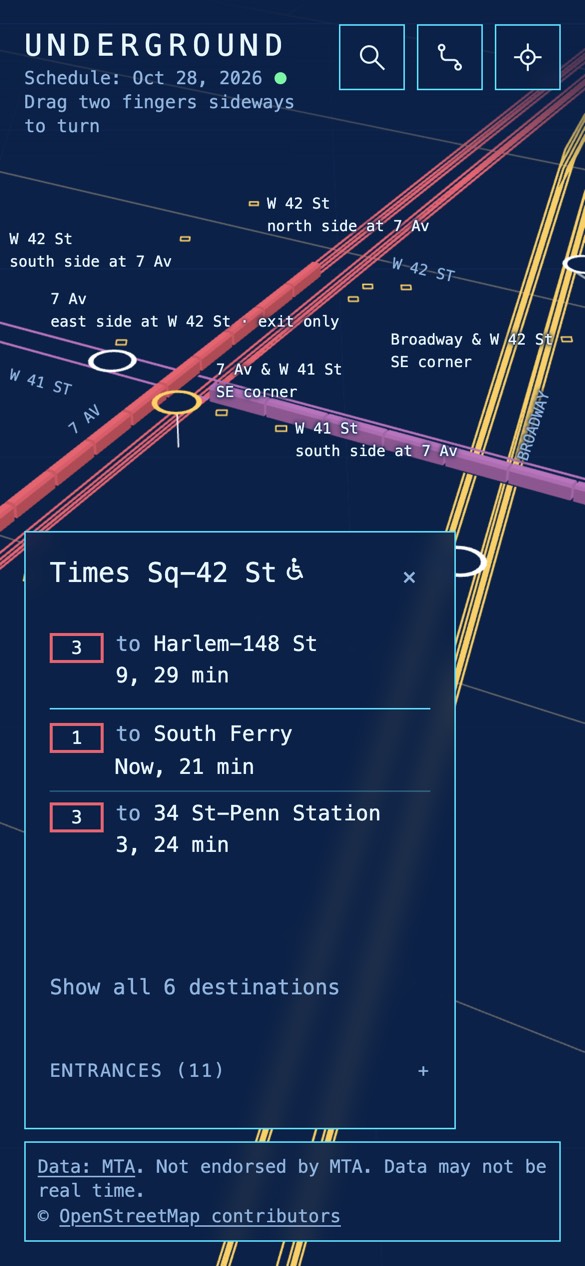 UNDERGROUND
Schedule: Oct 28, 2026
Drag two fingers sideways
to turn
W 42 St
north side at 7 Av
W 42 St
south side at 7 Av
W 42 ST
7 Av
east side at W 42 St · exit only
Broadway & W 42 St
SE corner
7 Av & W 41 St
SE corner
W 41 ST
7 AV
BROADWAY
W 41 St
south side at 7 Av
Times Sq–42 St
×
3 to Harlem–148 St
9, 29 min
1 to South Ferry
Now, 21 min
3 to 34 St–Penn Station
3, 24 min
Show all 6 destinations
ENTRANCES (11) +
Data: MTA. Not endorsed by MTA. Data may not be
real time.
© OpenStreetMap contributors